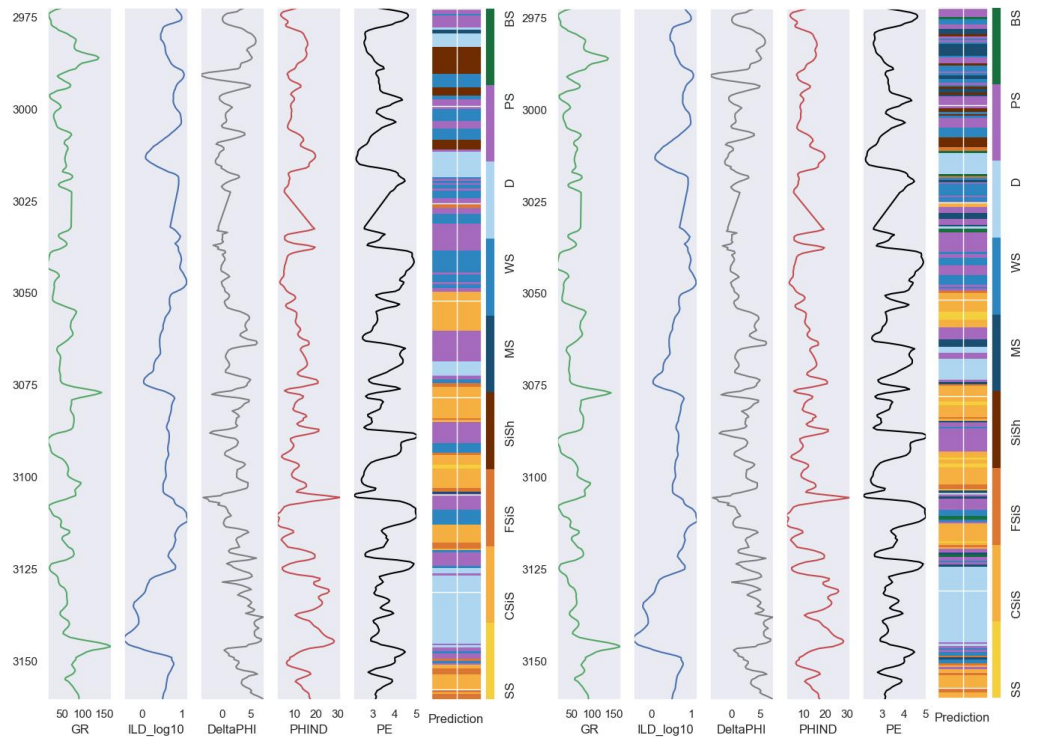 2975
3000
3025
3050
3075
3100
3125
3150
50 100 150
GR
0 1
ILD_log10
0 5
DeltaPHI
10 20 30
PHIND
3 4 5
PE
Prediction
BS
PS
D
WS
MS
SiSh
FSiS
CSiS
SS
2975
3000
3025
3050
3075
3100
3125
3150
50 100 150
GR
0 1
ILD_log10
0 5
DeltaPHI
10 20 30
PHIND
3 4 5
PE
Prediction
BS
PS
D
WS
MS
SiSh
FSiS
CSiS
SS